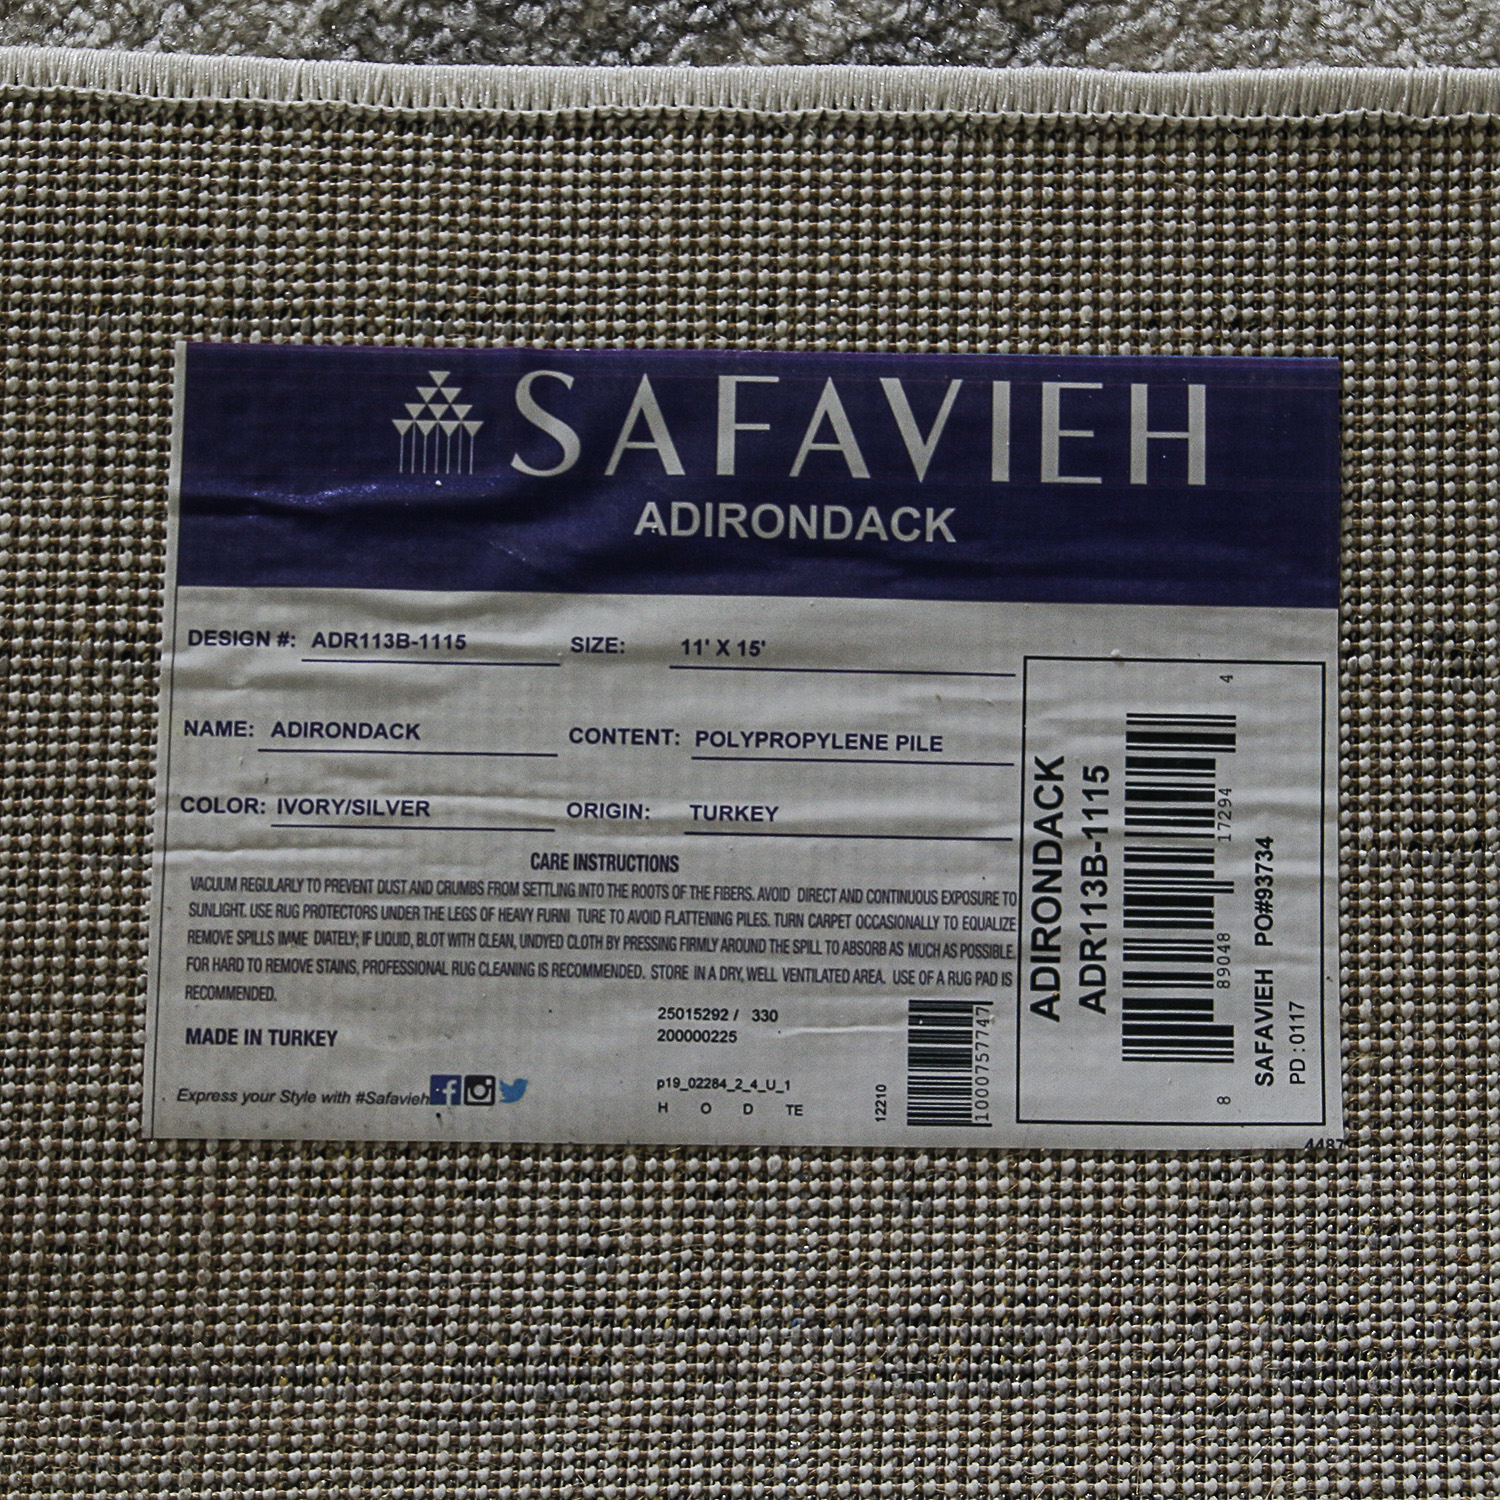 SAFAVIEH
ADIRONDACK
DESIGN #: ADR113B-1115 SIZE: 11' X 15'
NAME: ADIRONDACK CONTENT: POLYPROPYLENE PILE
COLOR: IVORY/SILVER ORIGIN: TURKEY
CARE INSTRUCTIONS
VACUUM REGULARLY TO PREVENT DUST AND CRUMBS FROM SETTLING INTO THE ROOTS OF THE FIBERS. AVOID DIRECT AND CONTINUOUS EXPOSURE TO
SUNLIGHT. USE RUG PROTECTORS UNDER THE LEGS OF HEAVY FURNI TURE TO AVOID FLATTENING PILES. TURN CARPET OCCASIONALLY TO EQUALIZE
REMOVE SPILLS IMME DIATELY; IF LIQUID, BLOT WITH CLEAN, UNDYED CLOTH BY PRESSING FIRMLY AROUND THE SPILL TO ABSORB AS MUCH AS POSSIBLE.
FOR HARD TO REMOVE STAINS, PROFESSIONAL RUG CLEANING IS RECOMMENDED. STORE IN A DRY, WELL VENTILATED AREA. USE OF A RUG PAD IS
RECOMMENDED.
MADE IN TURKEY
25015292 / 330
200000225
Express your Style with #Safavieh
p19_02284_2_4_U_1
H O D TE
12210
1000757747
ADIRONDACK
ADR113B-1115
8 89048 17294 4
SAFAVIEH PO#93734
PD:0117
4487